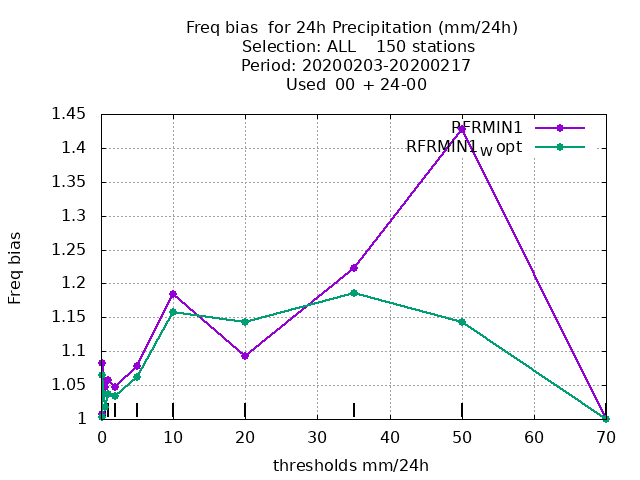 Freq bias for 24h Precipitation (mm/24h)
Selection: ALL 150 stations
Period: 20200203-20200217
Used 00 + 24-00
RFRMIN1
RFRMIN1w opt
Freq bias
1.45
1.4
1.35
1.3
1.25
1.2
1.15
1.1
1.05
1
0 10 20 30 40 50 60 70
thresholds mm/24h